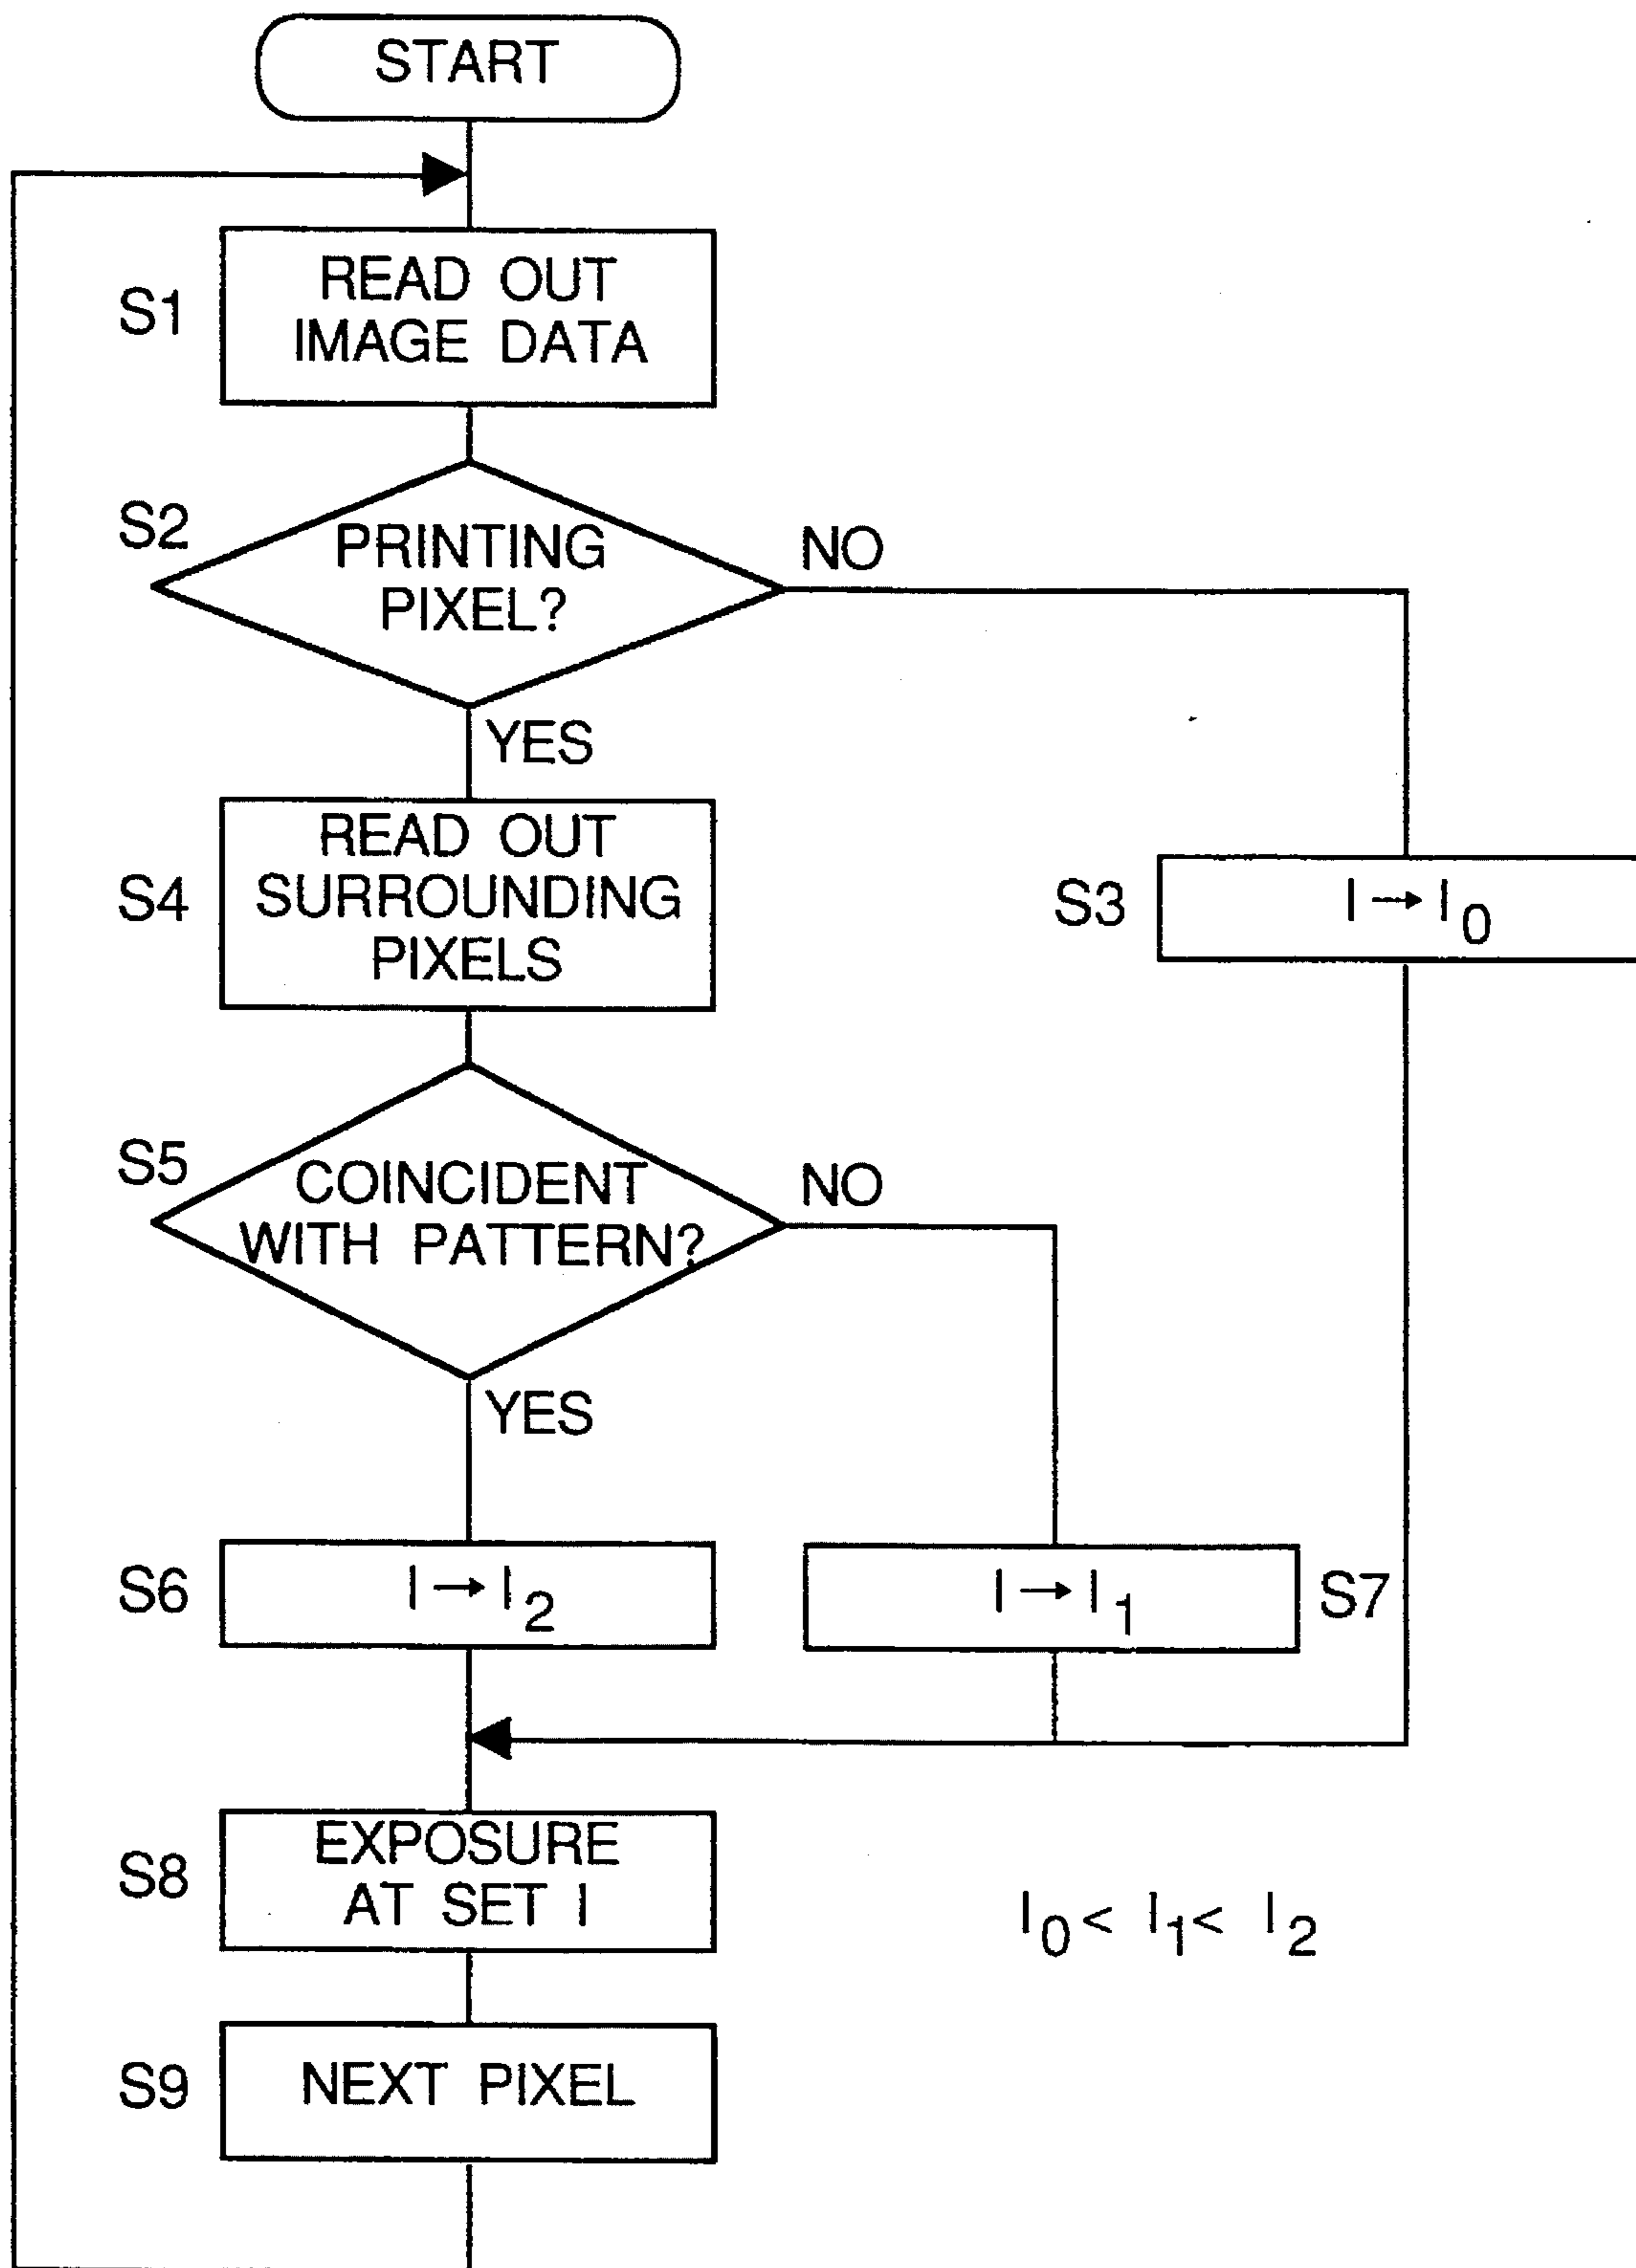 START
S1
READ OUT
IMAGE DATA
S2
PRINTING
PIXEL?
NO
YES
S4
READ OUT
SURROUNDING
PIXELS
S3
I → I₀
S5
COINCIDENT
WITH PATTERN?
NO
YES
S6
I → I₂
I → I₁
S7
S8
EXPOSURE
AT SET I
I₀ < I₁ < I₂
S9
NEXT PIXEL